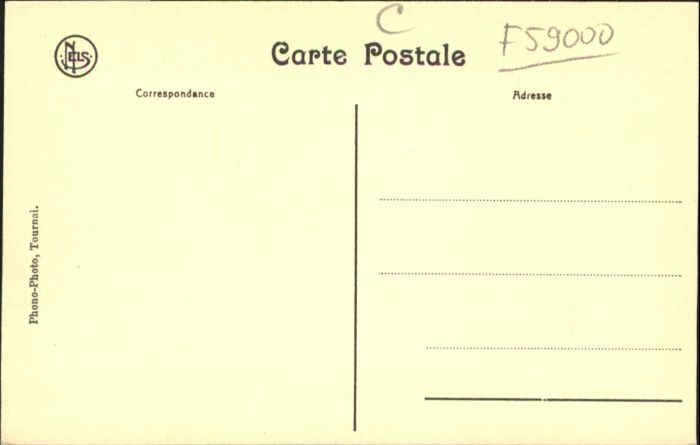 C
F59000
NELS
Carte Postale
Correspondance
Adresse
Phono-Photo, Tournai.